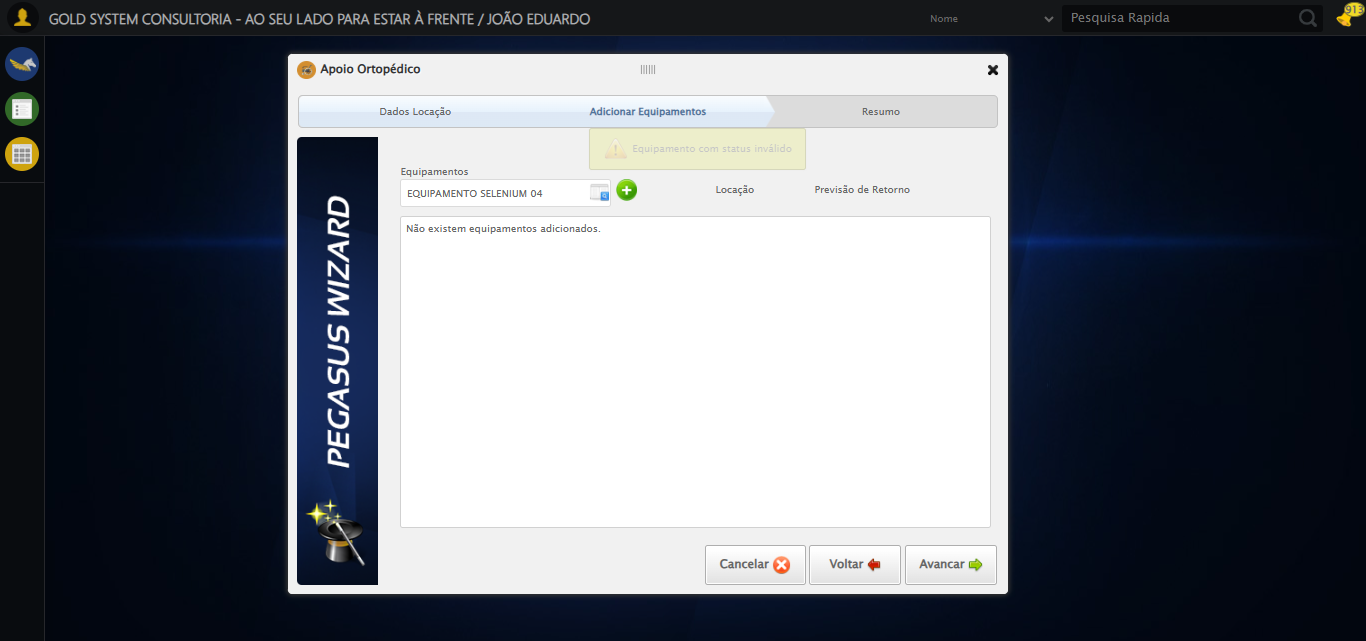 GOLD SYSTEM CONSULTORIA - AO SEU LADO PARA ESTAR À FRENTE / JOÃO EDUARDO
Nome
Pesquisa Rapida
913
Apoio Ortopédico
Dados Locação
Adicionar Equipamentos
Resumo
Equipamento com status inválido
Equipamentos
EQUIPAMENTO SELENIUM 04
Locação
Previsão de Retorno
Não existem equipamentos adicionados.
PEGASUS WIZARD
Cancelar
Voltar
Avancar